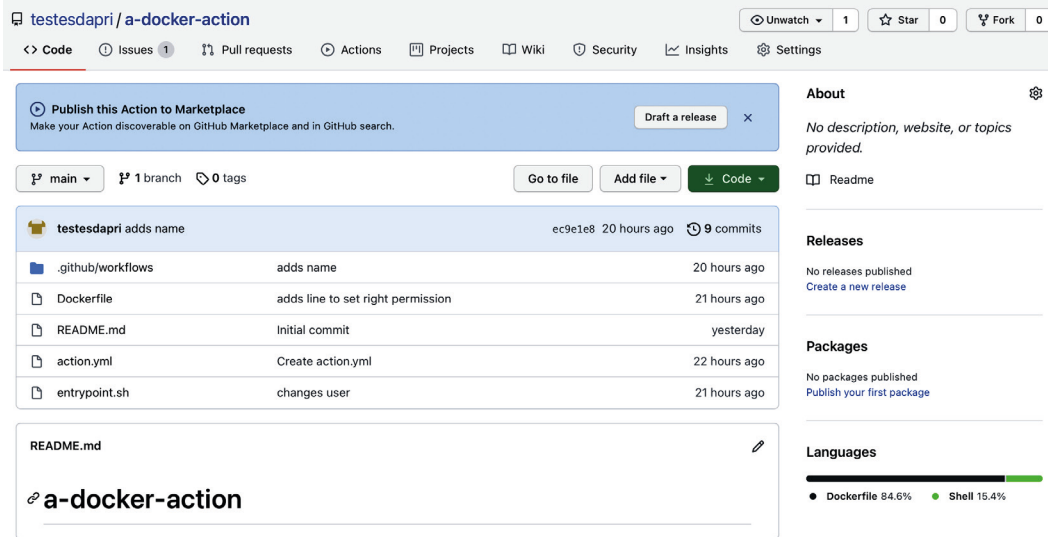 testesdapri / a-docker-action
Unwatch 1 Star 0 Fork 0
Code Issues 1 Pull requests Actions Projects Wiki Security Insights Settings
Publish this Action to Marketplace
Make your Action discoverable on GitHub Marketplace and in GitHub search.
Draft a release
main 1 branch 0 tags
Go to file Add file Code
testesdapri adds name ec9e1e8 20 hours ago 9 commits
.github/workflows adds name 20 hours ago
Dockerfile adds line to set right permission 21 hours ago
README.md Initial commit yesterday
action.yml Create action.yml 22 hours ago
entrypoint.sh changes user 21 hours ago
README.md
a-docker-action
About
No description, website, or topics
provided.
Readme
Releases
No releases published
Create a new release
Packages
No packages published
Publish your first package
Languages
Dockerfile 84.6% Shell 15.4%